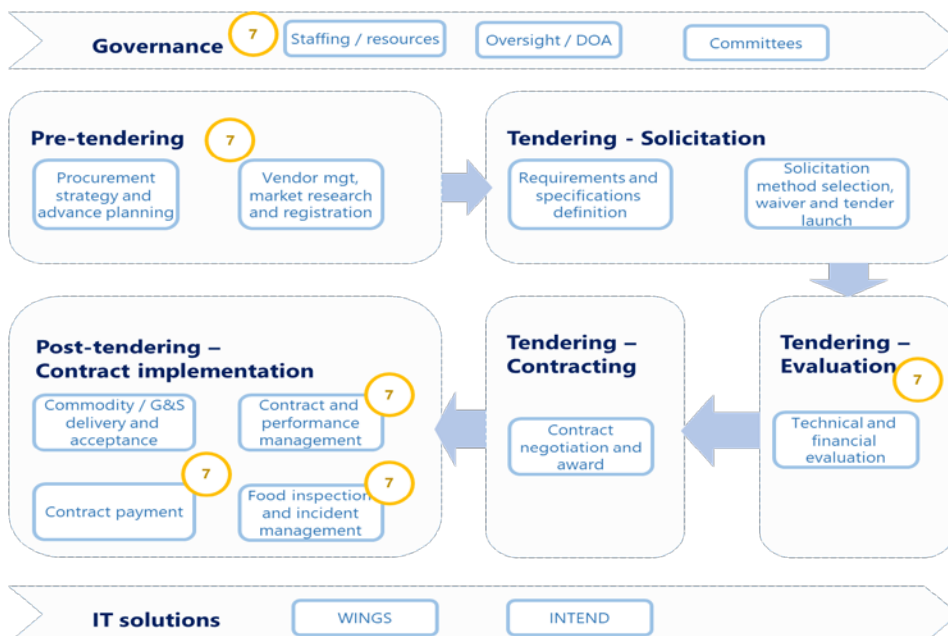 Governance
7
Staffing / resources
Oversight / DOA
Committees
Pre-tendering
7
Procurement
strategy and
advance planning
Vendor mgt,
market research
and registration
Tendering - Solicitation
Requirements and
specifications
definition
Solicitation
method selection,
waiver and tender
launch
Post-tendering –
Contract implementation
Commodity / G&S
delivery and
acceptance
7
Contract and
performance
management
7
Contract payment
7
Food inspection
and incident
management
Tendering –
Contracting
Contract
negotiation and
award
Tendering –
Evaluation
7
Technical and
financial
evaluation
IT solutions
WINGS
INTEND